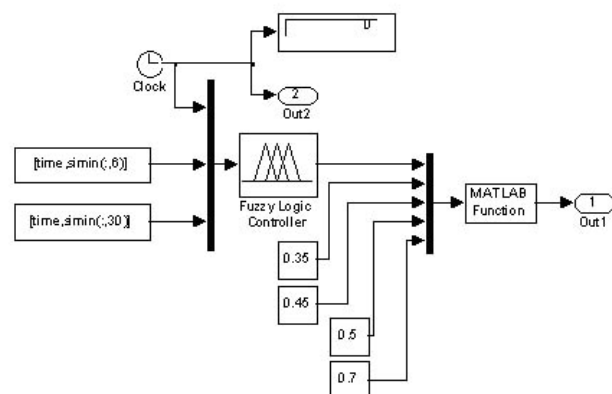 0
Clock
2
Out2
[time,simin(:,6)]
[time,simin(:,30)]
Fuzzy Logic
Controller
MATLAB
Function
1
Out1
0.35
0.45
0.5
0.7